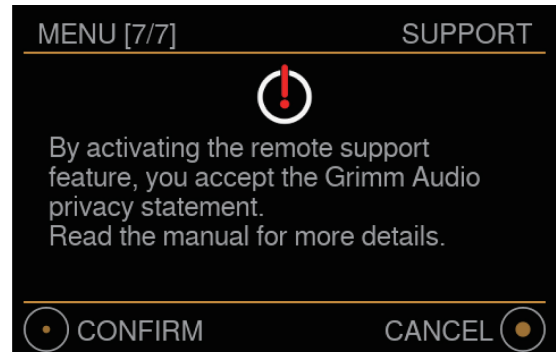 MENU [7/7] SUPPORT
By activating the remote support
feature, you accept the Grimm Audio
privacy statement.
Read the manual for more details.
CONFIRM CANCEL